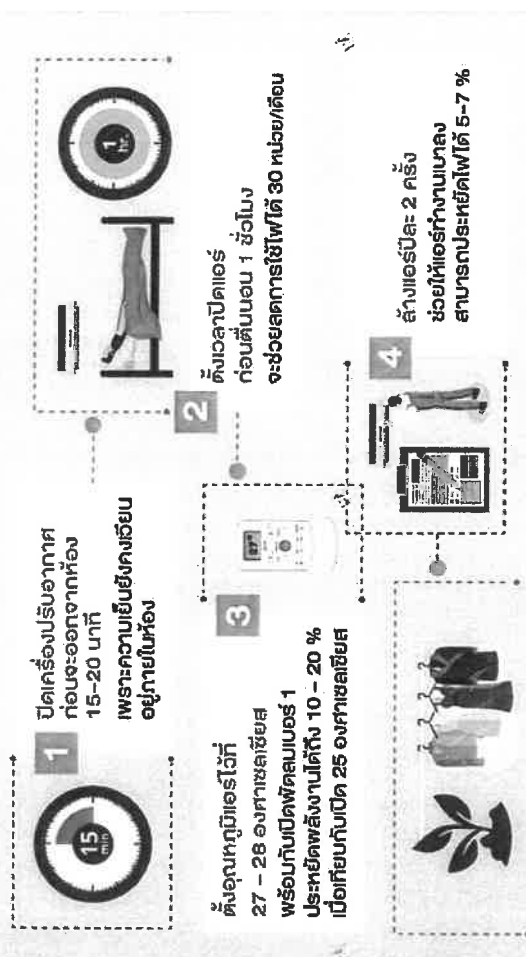 1
15
min
ปิดเครื่องปรับอากาศ
ก่อนจะออกจากห้อง
15-20 นาที
เพราะความเย็นยังคงเวียน
อยู่ภายในห้อง
2
1
hr.
ตั้งเวลาปิดแอร์
ก่อนตื่นนอน 1 ชั่วโมง
จะช่วยลดการใช้ไฟได้ 30 หน่วย/เดือน
3
27°
ตั้งอุณหภูมิแอร์ไว้ที่
27 - 28 องศาเซลเซียส
พร้อมกับเปิดพัดลมเบอร์ 1
ประหยัดพลังงานได้ถึง 10 - 20 %
เมื่อเทียบกับเปิด 25 องศาเซลเซียส
4
ล้างแอร์ปีละ 2 ครั้ง
ช่วยให้แอร์ทำงานเบาลง
สามารถประหยัดไฟได้ 5-7 %